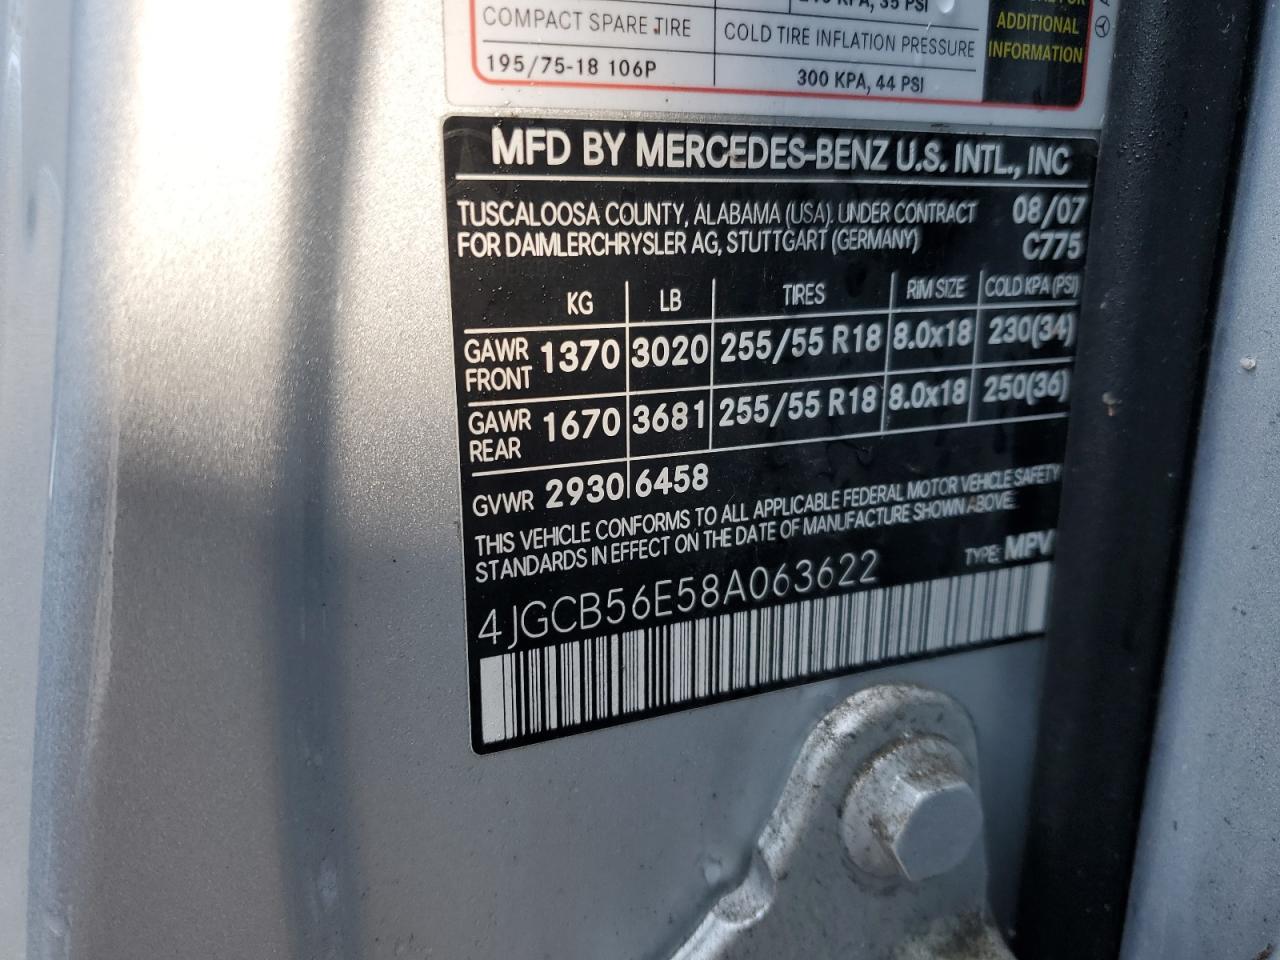 35 PSI
COMPACT SPARE TIRE
COLD TIRE INFLATION PRESSURE
195/75-18 106P
300 KPA, 44 PSI
ADDITIONAL
INFORMATION
MFD BY MERCEDES-BENZ U.S. INTL., INC
TUSCALOOSA COUNTY, ALABAMA (USA). UNDER CONTRACT 08/07
FOR DAIMLERCHRYSLER AG, STUTTGART (GERMANY) C775
KG LB TIRES RIM SIZE COLD KPA (PSI)
GAWR FRONT 1370 3020 255/55 R18 8.0x18 230(34)
GAWR REAR 1670 3681 255/55 R18 8.0x18 250(36)
GVWR 2930 6458
THIS VEHICLE CONFORMS TO ALL APPLICABLE FEDERAL MOTOR VEHICLE SAFETY
STANDARDS IN EFFECT ON THE DATE OF MANUFACTURE SHOWN ABOVE.
TYPE: MPV
4JGCB56E58A063622